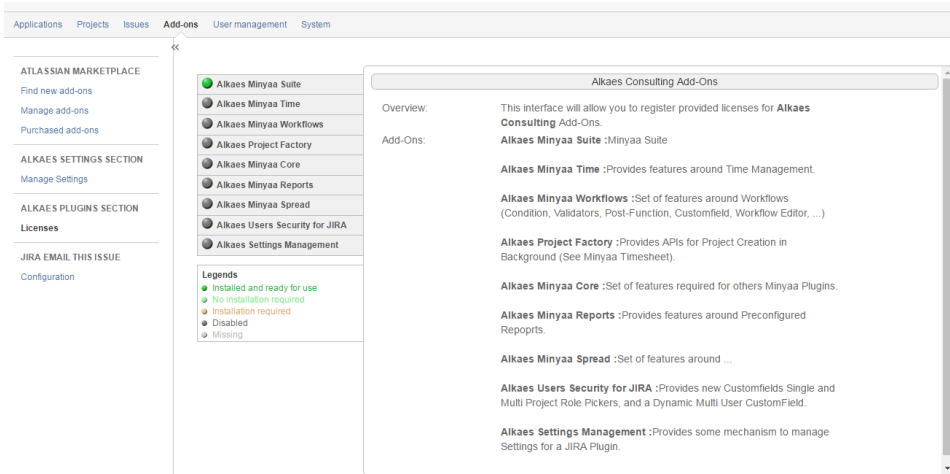 Applications Projects Issues Add-ons User management System
«
ATLASSIAN MARKETPLACE
Find new add-ons
Manage add-ons
Purchased add-ons
ALKAES SETTINGS SECTION
Manage Settings
ALKAES PLUGINS SECTION
Licenses
JIRA EMAIL THIS ISSUE
Configuration
Alkaes Minyaa Suite
Alkaes Minyaa Time
Alkaes Minyaa Workflows
Alkaes Project Factory
Alkaes Minyaa Core
Alkaes Minyaa Reports
Alkaes Minyaa Spread
Alkaes Users Security for JIRA
Alkaes Settings Management
Legends
Installed and ready for use
No installation required
Installation required
Disabled
Missing
Alkaes Consulting Add-Ons
Overview: This interface will allow you to register provided licenses for Alkaes
Consulting Add-Ons.
Add-Ons: Alkaes Minyaa Suite :Minyaa Suite
Alkaes Minyaa Time :Provides features around Time Management.
Alkaes Minyaa Workflows :Set of features around Workflows
(Condition, Validators, Post-Function, Customfield, Workflow Editor, ...)
Alkaes Project Factory :Provides APIs for Project Creation in
Background (See Minyaa Timesheet).
Alkaes Minyaa Core :Set of features required for others Minyaa Plugins.
Alkaes Minyaa Reports :Provides features around Preconfigured
Repoprts.
Alkaes Minyaa Spread :Set of features around ...
Alkaes Users Security for JIRA :Provides new Customfields Single and
Multi Project Role Pickers, and a Dynamic Multi User CustomField.
Alkaes Settings Management :Provides some mechanism to manage
Settings for a JIRA Plugin.